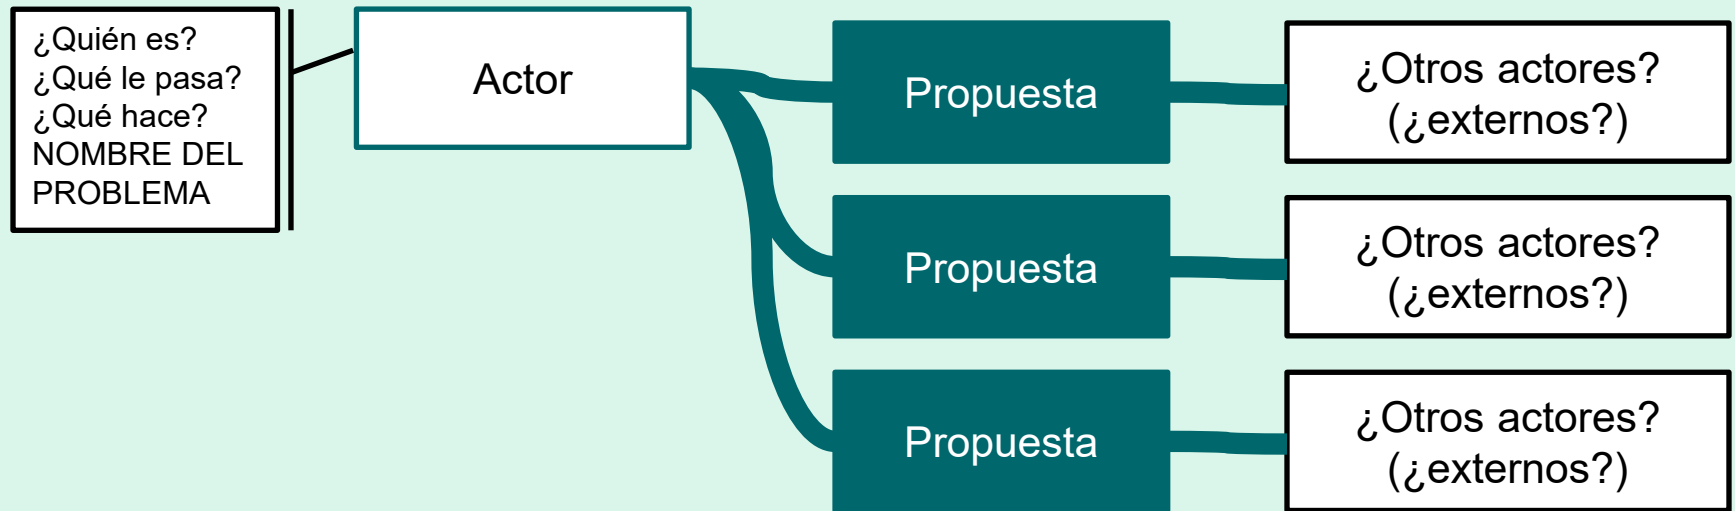 ¿Quién es?
¿Qué le pasa?
¿Qué hace?
NOMBRE DEL
PROBLEMA
Actor
Propuesta
¿Otros actores?
(¿externos?)
Propuesta
¿Otros actores?
(¿externos?)
Propuesta
¿Otros actores?
(¿externos?)